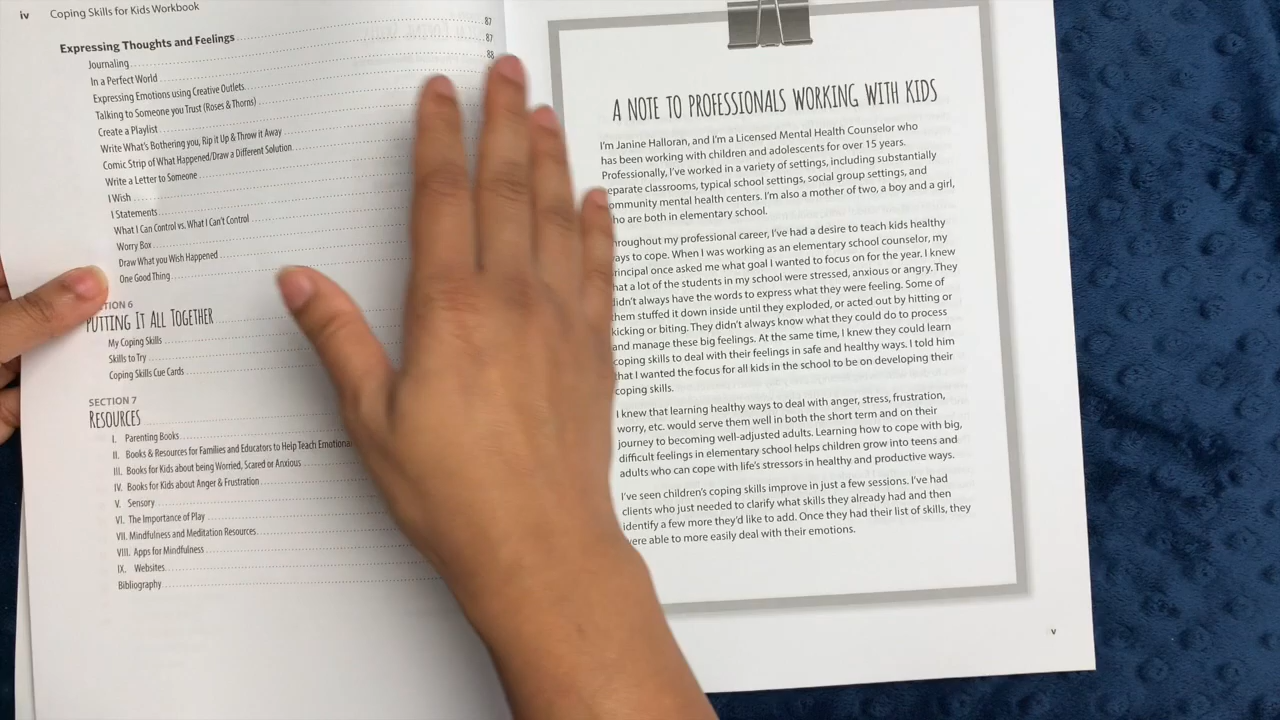 iv Coping Skills for Kids Workbook
Expressing Thoughts and Feelings 87
Journaling 87
In a Perfect World 88
Expressing Emotions using Creative Outlets
Talking to Someone you Trust (Roses & Thorns)
Create a Playlist
Write What's Bothering you, Rip it Up & Throw it Away
Comic Strip of What Happened/Draw a Different Solution
Write a Letter to Someone
I Wish
I Statements
What I Can Control vs. What I Can't Control
Worry Box
Draw What you Wish Happened
One Good Thing
TION 6
PUTTING IT ALL TOGETHER
My Coping Skills
Skills to Try
Coping Skills Cue Cards
SECTION 7
RESOURCES
I. Parenting Books
II. Books & Resources for Families and Educators to Help Teach Emotiona
III. Books for Kids about being Worried, Scared or Anxious
IV. Books for Kids about Anger & Frustration
V. Sensory
VI. The Importance of Play
VII. Mindfulness and Meditation Resources
VIII. Apps for Mindfulness
IX. Websites
Bibliography
A NOTE TO PROFESSIONALS WORKING WITH KIDS
I'm Janine Halloran, and I'm a Licensed Mental Health Counselor who
has been working with children and adolescents for over 15 years.
Professionally, I've worked in a variety of settings, including substantially
eparate classrooms, typical school settings, social group settings, and
ommunity mental health centers. I'm also a mother of two, a boy and a girl,
ho are both in elementary school.
hroughout my professional career, I've had a desire to teach kids healthy
ays to cope. When I was working as an elementary school counselor, my
rincipal once asked me what goal I wanted to focus on for the year. I knew
hat a lot of the students in my school were stressed, anxious or angry. They
didn't always have the words to express what they were feeling. Some of
them stuffed it down inside until they exploded, or acted out by hitting or
kicking or biting. They didn't always know what they could do to process
and manage these big feelings. At the same time, I knew they could learn
coping skills to deal with their feelings in safe and healthy ways. I told him
that I wanted the focus for all kids in the school to be on developing their
coping skills.
I knew that learning healthy ways to deal with anger, stress, frustration,
worry, etc. would serve them well in both the short term and on their
journey to becoming well-adjusted adults. Learning how to cope with big,
difficult feelings in elementary school helps children grow into teens and
adults who can cope with life's stressors in healthy and productive ways.
I've seen children's coping skills improve in just a few sessions. I've had
clients who just needed to clarify what skills they already had and then
identify a few more they'd like to add. Once they had their list of skills, they
were able to more easily deal with their emotions.
v